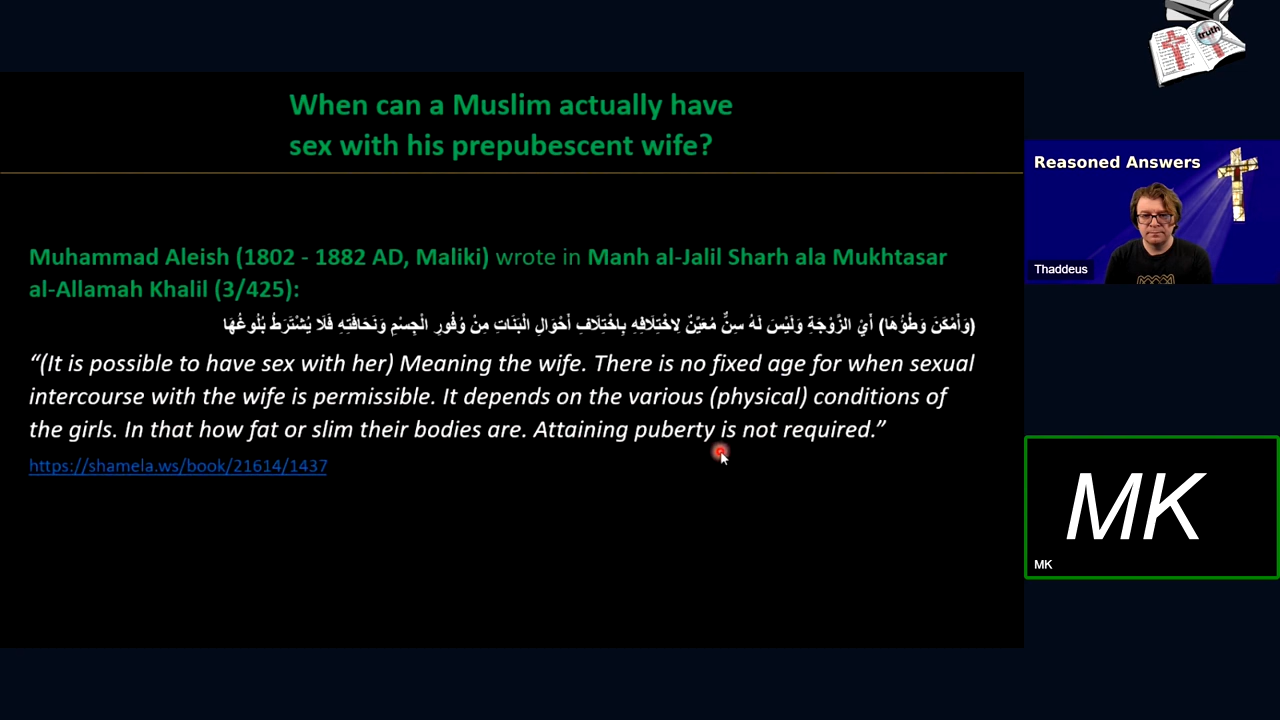 truth
When can a Muslim actually have
sex with his prepubescent wife?
Reasoned Answers
Thaddeus
Muhammad Aleish (1802 - 1882 AD, Maliki) wrote in Manh al-Jalil Sharh ala Mukhtasar
al-Allamah Khalil (3/425):
(وَأَمْكَنَ وَطْؤُهَا) أَيْ الزَّوْجَةِ وَلَيْسَ لَهُ سِنٌّ مُعَيَّنٌ لِاخْتِلَافِهِ بِاخْتِلَافِ أَحْوَالِ الْبَنَاتِ مِنْ وُفُورِ الْجِسْمِ وَنَحَافَتِهِ فَلَا يُشْتَرَطُ بُلُوغُهَا
“(It is possible to have sex with her) Meaning the wife. There is no fixed age for when sexual
intercourse with the wife is permissible. It depends on the various (physical) conditions of
the girls. In that how fat or slim their bodies are. Attaining puberty is not required.”
https://shamela.ws/book/21614/1437
MK
MK